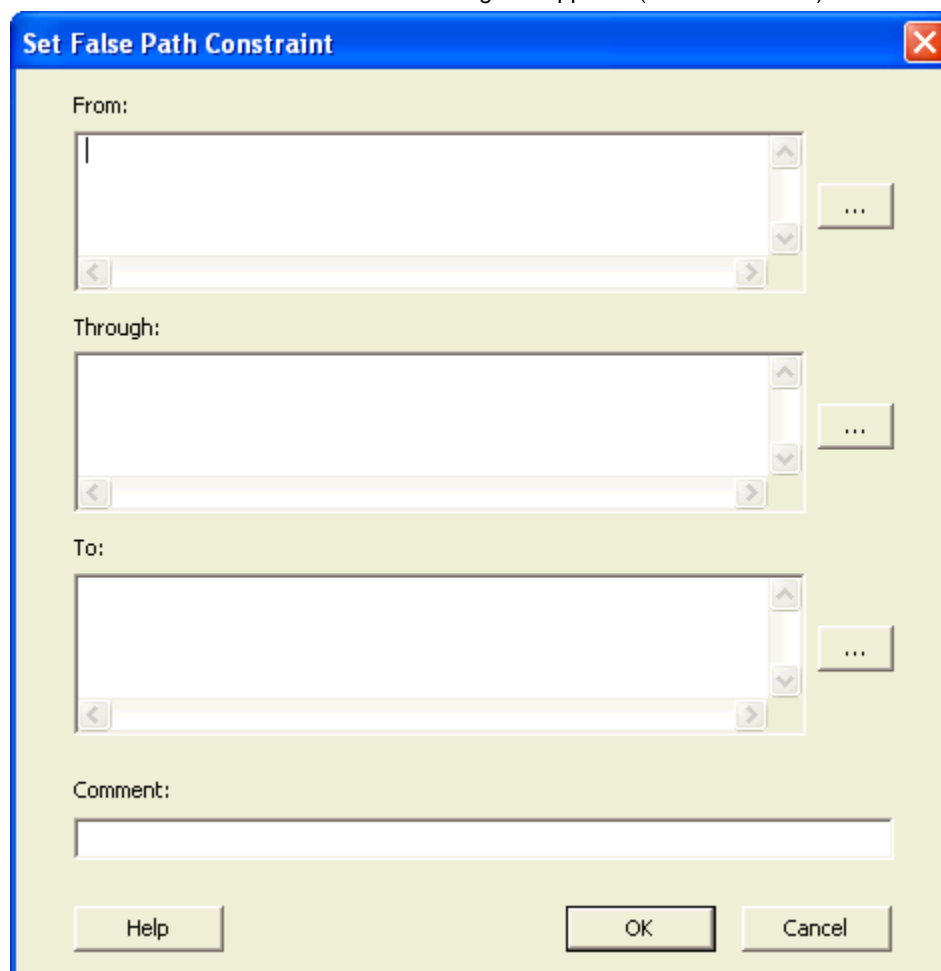 Set False Path Constraint
From:
...
Through:
...
To:
...
Comment:
Help OK Cancel